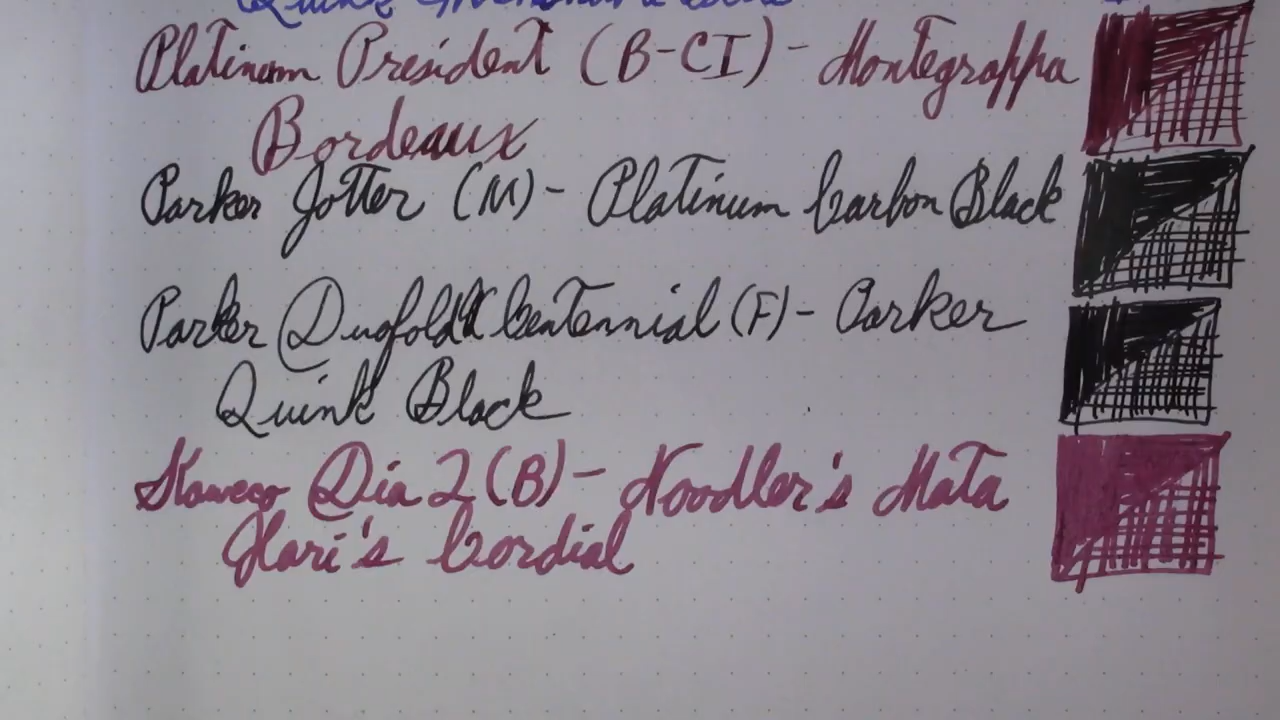 Platinum President (B-CI) - Montegrappa
Bordeaux
Parker Jotter (M) - Platinum Carbon Black
Parker Duofold Centennial (F) - Parker
Quink Black
Kaweco Dia 2 (B) - Noodler's Mata
Hari's Cordial